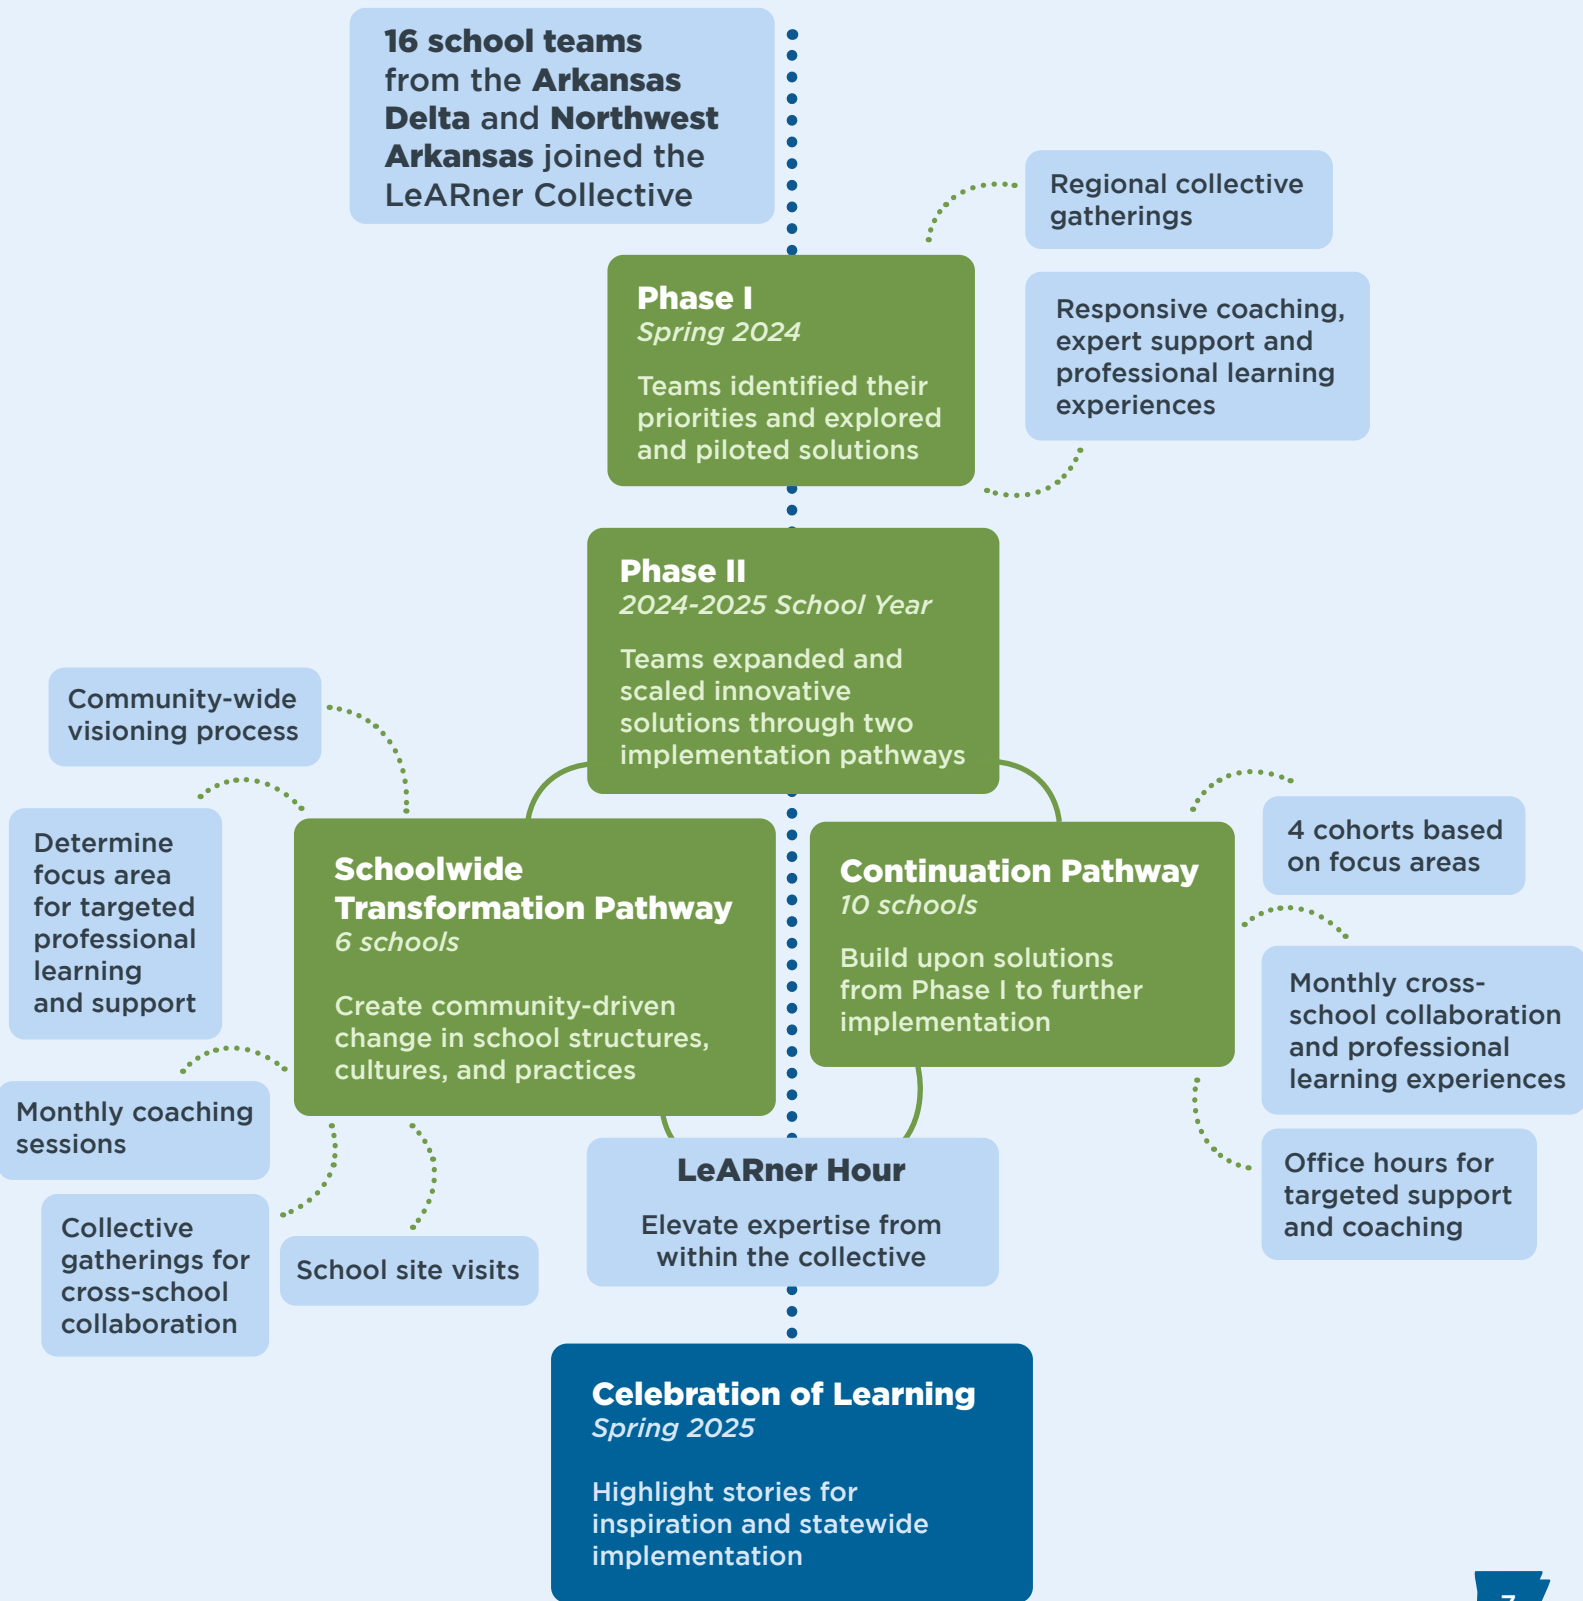 16 school teams
from the Arkansas
Delta and Northwest
Arkansas joined the
LeARner Collective
Regional collective
gatherings
Phase I
Spring 2024
Teams identified their
priorities and explored
and piloted solutions
Responsive coaching,
expert support and
professional learning
experiences
Phase II
2024-2025 School Year
Teams expanded and
scaled innovative
solutions through two
implementation pathways
Community-wide
visioning process
Determine
focus area
for targeted
professional
learning
and support
Monthly coaching
sessions
Collective
gatherings for
cross-school
collaboration
School site visits
Schoolwide
Transformation Pathway
6 schools
Create community-driven
change in school structures,
cultures, and practices
Continuation Pathway
10 schools
Build upon solutions
from Phase I to further
implementation
4 cohorts based
on focus areas
Monthly cross-
school collaboration
and professional
learning experiences
Office hours for
targeted support
and coaching
LeARner Hour
Elevate expertise from
within the collective
Celebration of Learning
Spring 2025
Highlight stories for
inspiration and statewide
implementation